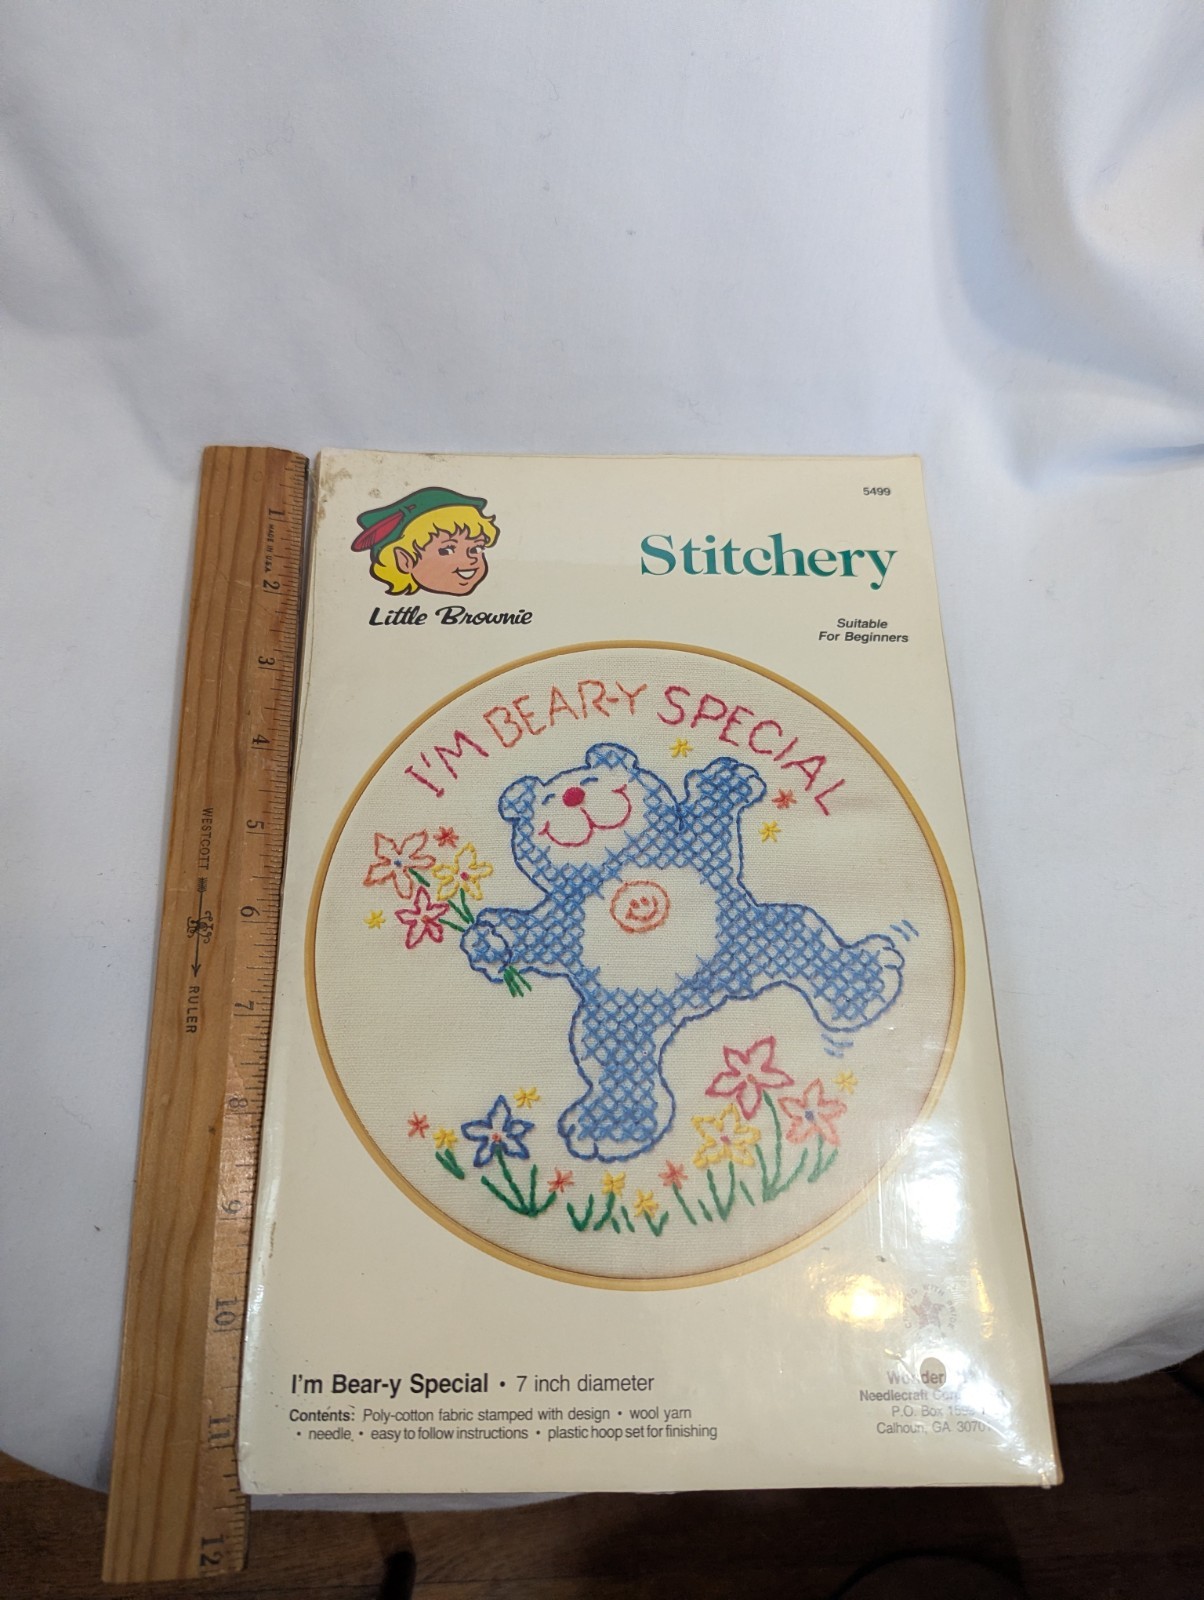 5499
Stitchery
Little Brownie
Suitable
For Beginners
I'M BEAR-Y SPECIAL
I'm Bear-y Special • 7 inch diameter
Contents: Poly-cotton fabric stamped with design • wool yarn
• needle • easy to follow instructions • plastic hoop set for finishing
Needlecraft
P.O. Box
Calhoun, GA
1 2 3 4 5 6 7 8 9 10 11 12
MADE IN U.S.A.
WESTCOTT
RULER